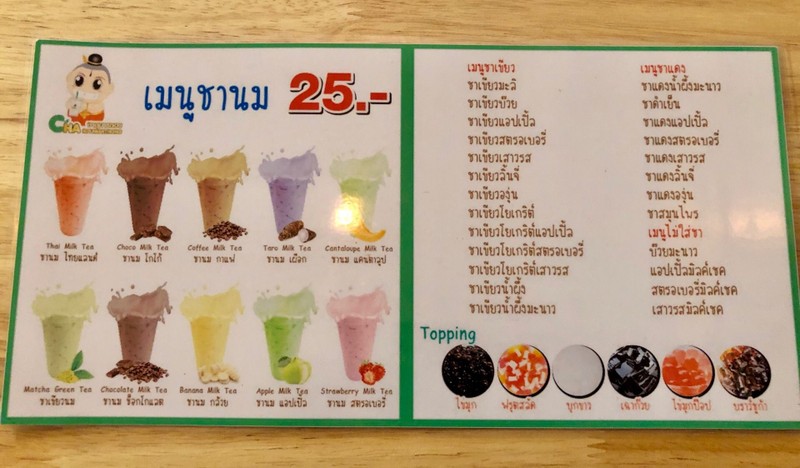 CHA
เมนูชานม 25.-
Thai Milk Tea
ชานม ไทยแลนด์
Choco Milk Tea
ชานม โกโก้
Coffee Milk Tea
ชานม กาแฟ
Taro Milk Tea
ชานม เผือก
Cantaloupe Milk Tea
ชานม แคนตาลูป
Matcha Green Tea
ชาเขียวนม
Chocolate Milk Tea
ชานม ช็อกโกแลต
Banana Milk Tea
ชานม กล้วย
Apple Milk Tea
ชานม แอปเปิ้ล
Strawberry Milk Tea
ชานม สตรอเบอรี่
เมนูชาเขียว
ชาเขียวมะลิ
ชาเขียวบ๊วย
ชาเขียวแอปเปิ้ล
ชาเขียวสตรอเบอรี่
ชาเขียวเสาวรส
ชาเขียวลิ้นจี่
ชาเขียวองุ่น
ชาเขียวโยเกริต์
ชาเขียวโยเกริต์แอปเปิ้ล
ชาเขียวโยเกริต์สตรอเบอรี่
ชาเขียวโยเกริต์เสาวรส
ชาเขียวน้ำผึ้ง
ชาเขียวน้ำผึ้งมะนาว
เมนูชาแดง
ชาแดงน้ำผึ้งมะนาว
ชาดำเย็น
ชาแดงแอปเปิ้ล
ชาแดงสตรอเบอรี่
ชาแดงเสาวรส
ชาแดงลิ้นจี่
ชาแดงองุ่น
ชาสมุนไพร
เมนูไม่ใส่ชา
บ๊วยมะนาว
แอปเปิ้ลมิลค์เชค
สตรอเบอรี่มิลค์เชค
เสาวรสมิลค์เชค
Topping
ไข่มุก
ฟรุตสลัด
บุกขาว
เฉาก๊วย
ไข่มุกป๊อป
บราวชูก้า